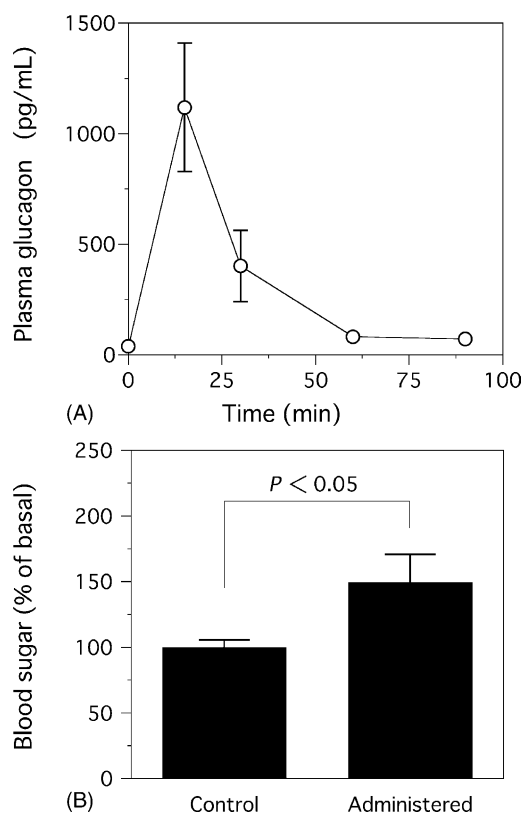 Plasma glucagon (pg/mL)
1500
1000
500
0
0 25 50 75 100
(A) Time (min)
Blood sugar (% of basal)
250
200
150
100
50
0
P < 0.05
(B) Control Administered